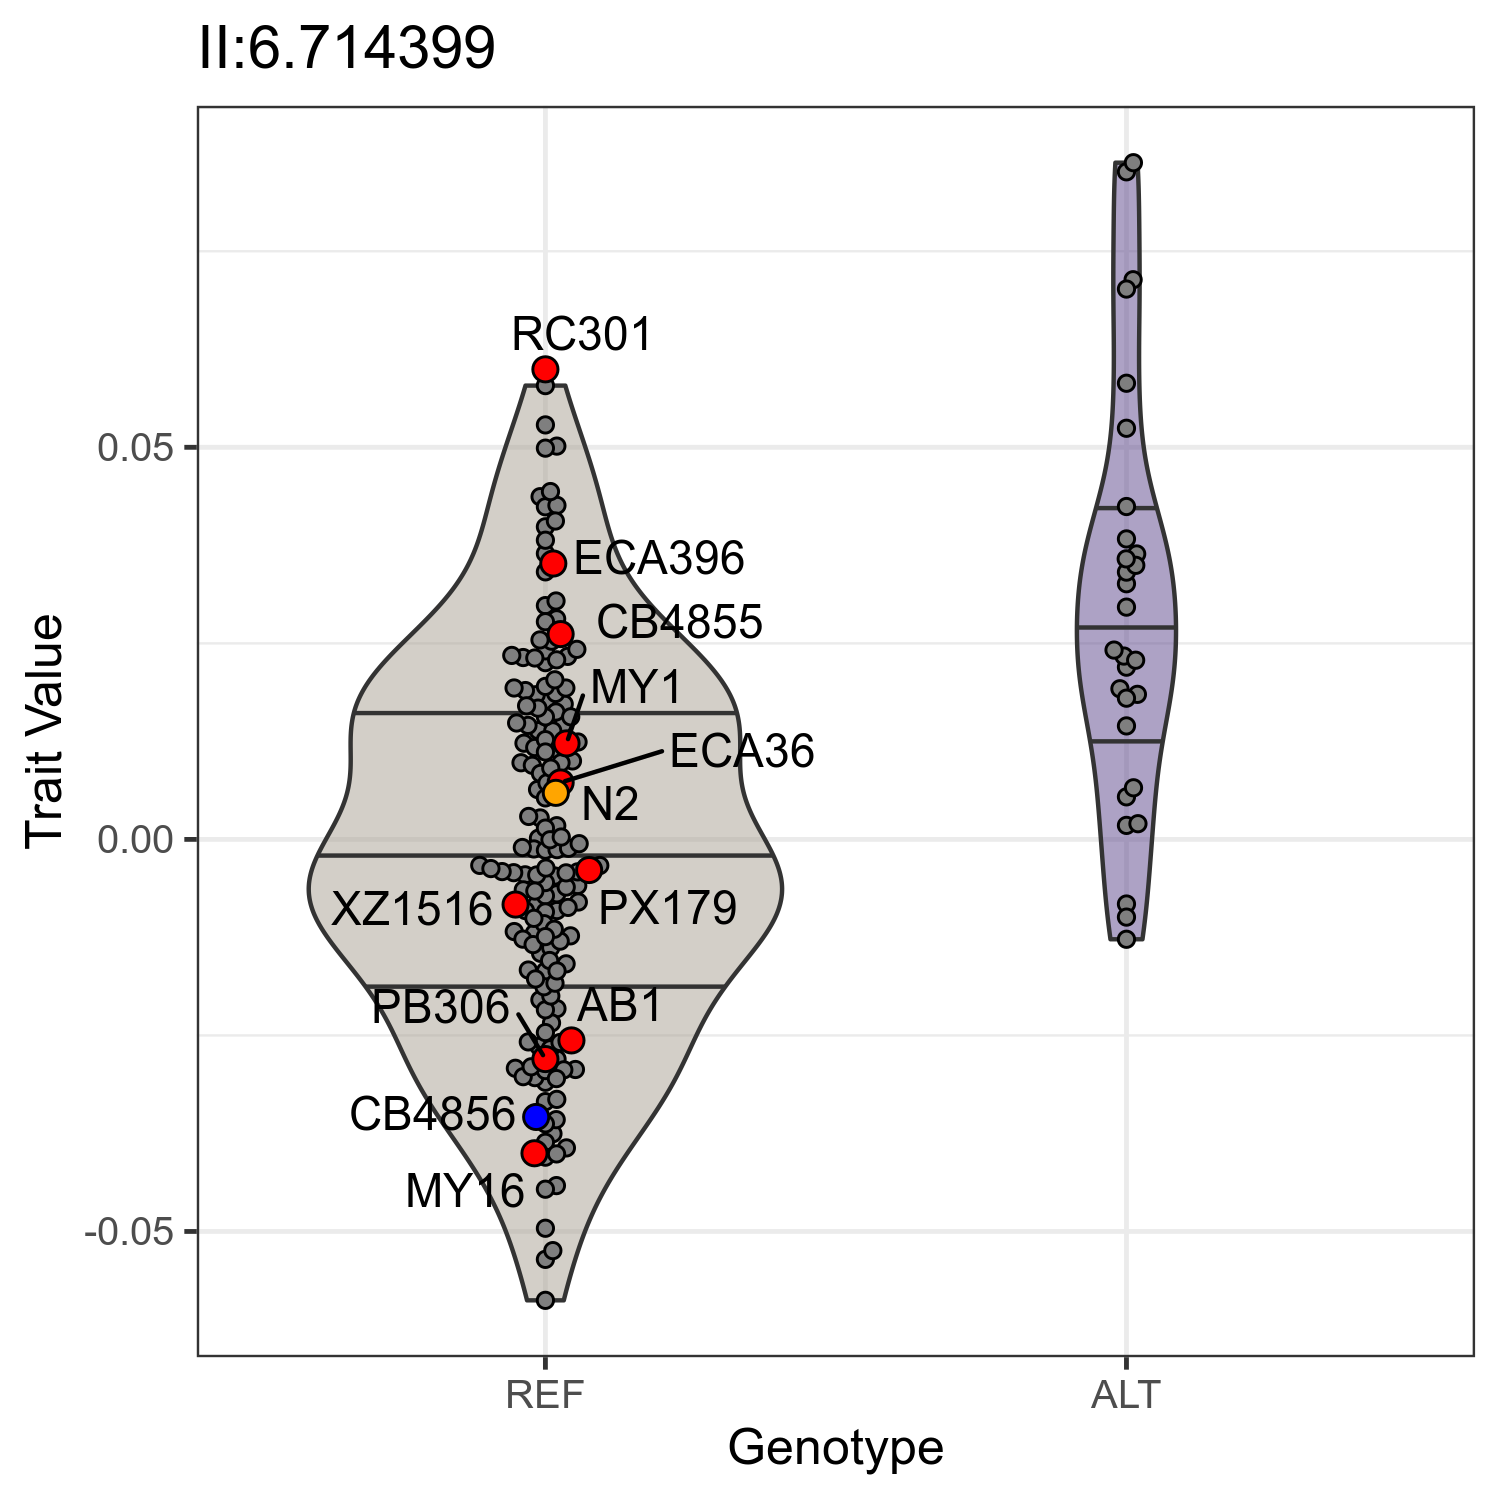 II:6.714399
RC301
0.05
ECA396
CB4855
MY1
ECA36
N2
0.00
XZ1516
PX179
PB306
AB1
CB4856
MY16
-0.05
Trait Value
REF
ALT
Genotype